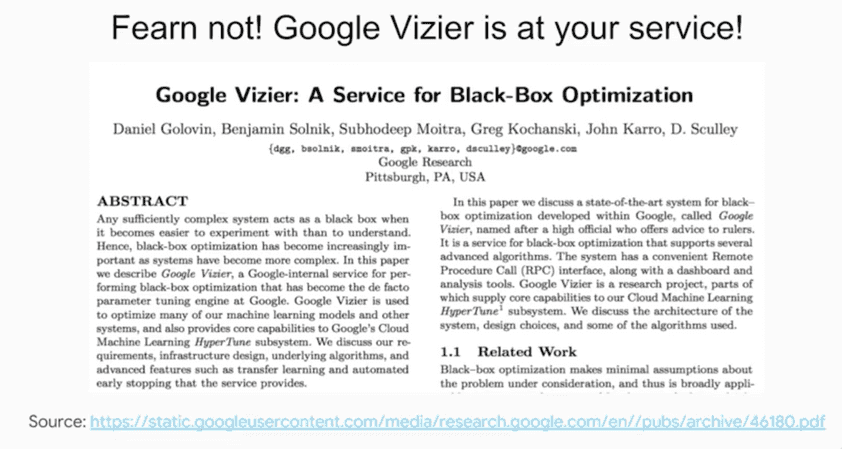 Fearn not! Google Vizier is at your service!
Google Vizier: A Service for Black-Box Optimization
Daniel Golovin, Benjamin Solnik, Subhodeep Moitra, Greg Kochanski, John Karro, D. Sculley
{dgg, bsolnik, smoitra, gpk, karro, dsculley}@google.com
Google Research
Pittsburgh, PA, USA
ABSTRACT
Any sufficiently complex system acts as a black box when
it becomes easier to experiment with than to understand.
Hence, black-box optimization has become increasingly im-
portant as systems have become more complex. In this paper
we describe Google Vizier, a Google-internal service for per-
forming black-box optimization that has become the de facto
parameter tuning engine at Google. Google Vizier is used
to optimize many of our machine learning models and other
systems, and also provides core capabilities to Google's Cloud
Machine Learning HyperTune subsystem. We discuss our re-
quirements, infrastructure design, underlying algorithms, and
advanced features such as transfer learning and automated
early stopping that the service provides.
In this paper we discuss a state-of-the-art system for black–
box optimization developed within Google, called Google
Vizier, named after a high official who offers advice to rulers.
It is a service for black-box optimization that supports several
advanced algorithms. The system has a convenient Remote
Procedure Call (RPC) interface, along with a dashboard and
analysis tools. Google Vizier is a research project, parts of
which supply core capabilities to our Cloud Machine Learning
HyperTune1 subsystem. We discuss the architecture of the
system, design choices, and some of the algorithms used.
1.1 Related Work
Black–box optimization makes minimal assumptions about
the problem under consideration, and thus is broadly appli-
Source: https://static.googleusercontent.com/media/research.google.com/en//pubs/archive/46180.pdf